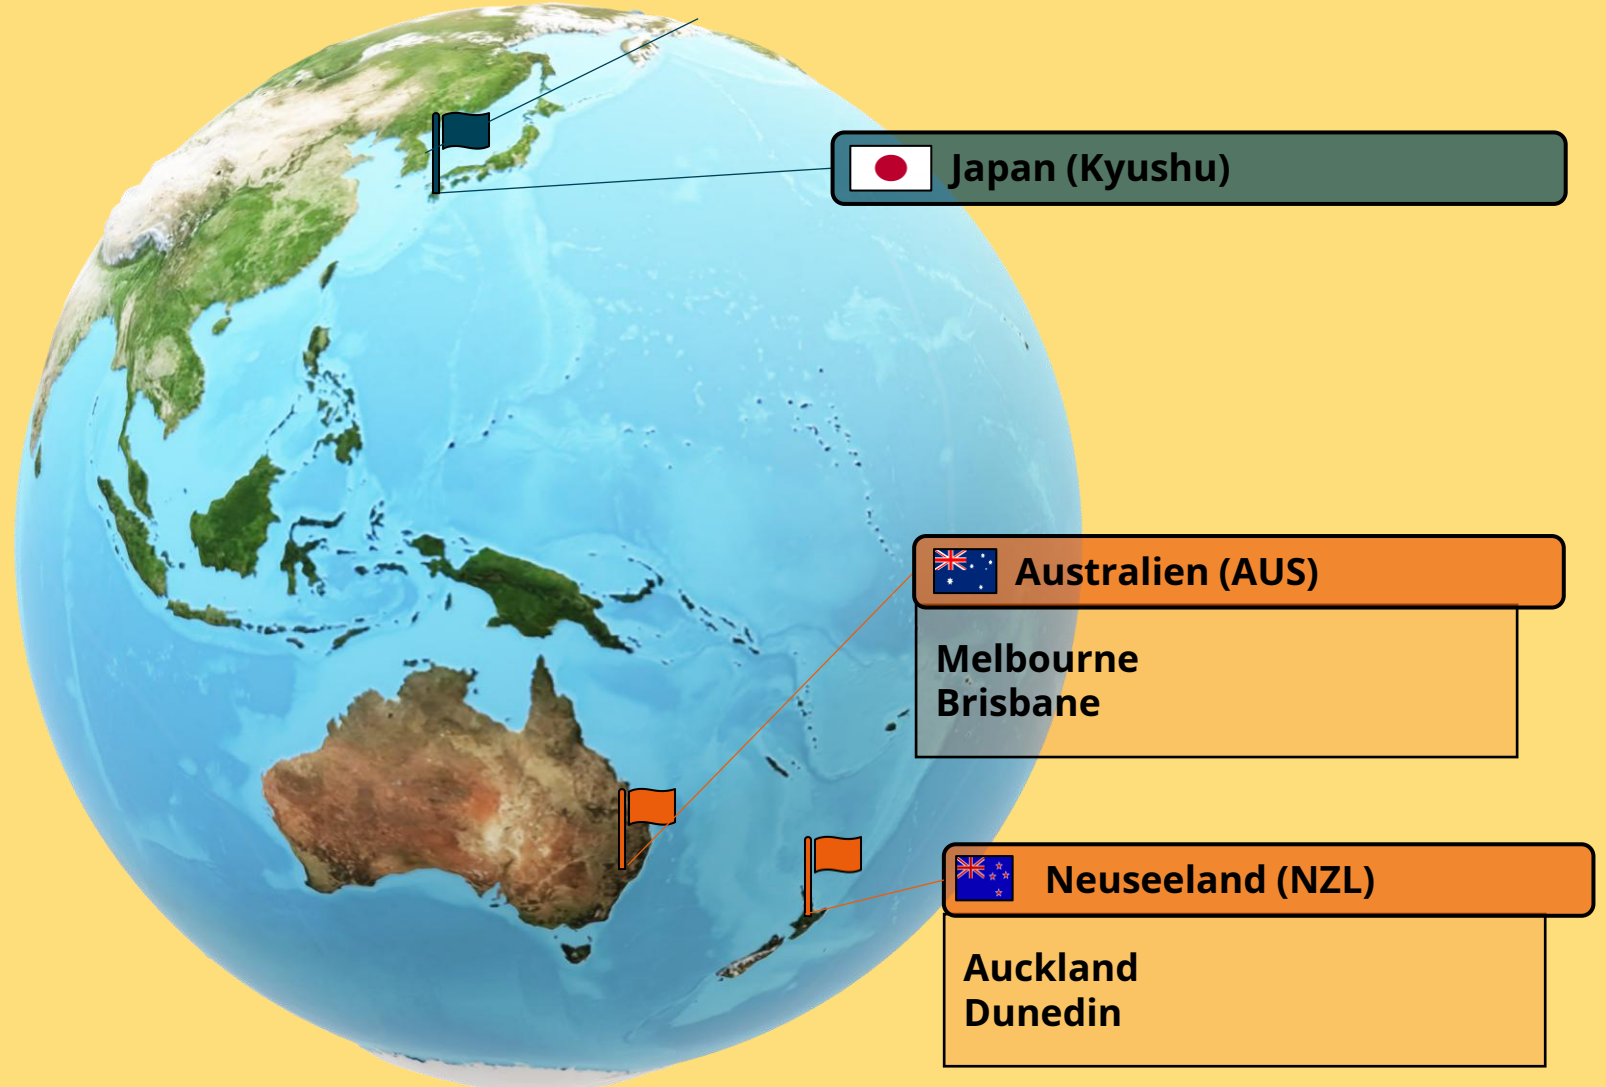 Japan (Kyushu)
Australien (AUS)
Melbourne
Brisbane
Neuseeland (NZL)
Auckland
Dunedin